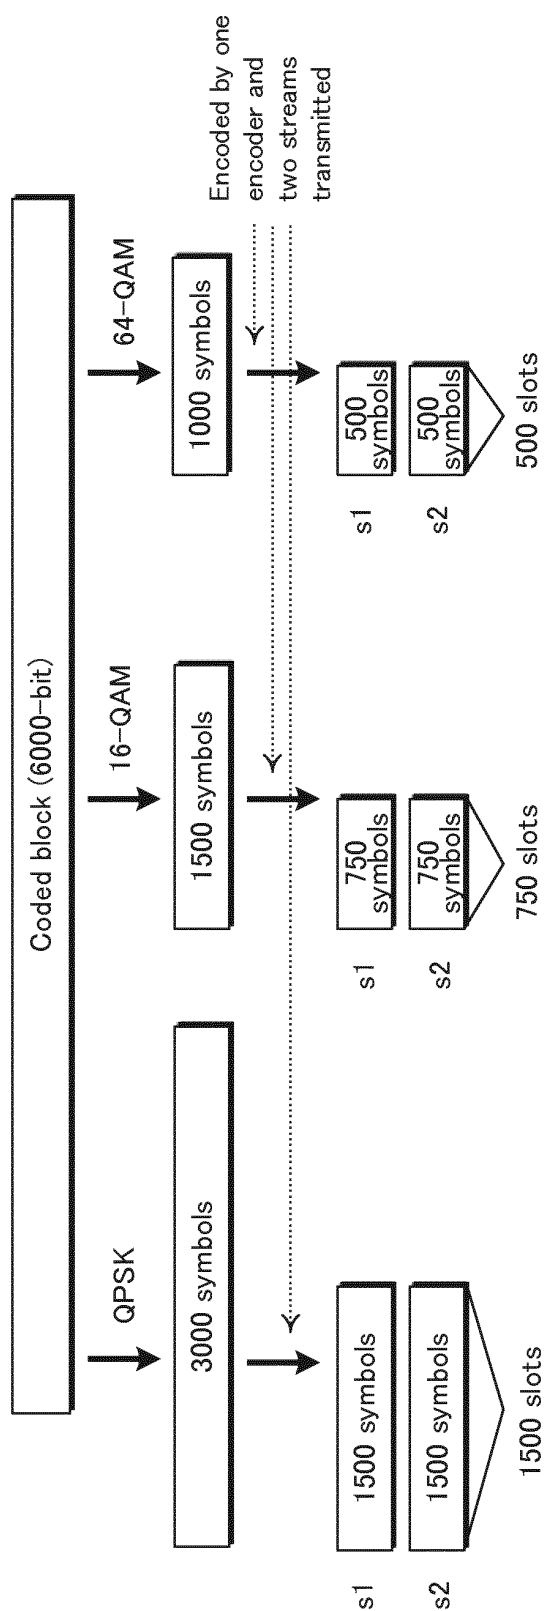 Coded block (6000-bit)
QPSK
16-QAM
64-QAM
3000 symbols
1500 symbols
1000 symbols
Encoded by one
encoder and
two streams
transmitted
s1
1500 symbols
s2
1500 symbols
1500 slots
s1
750
symbols
s2
750
symbols
750 slots
s1
500
symbols
s2
500
symbols
500 slots